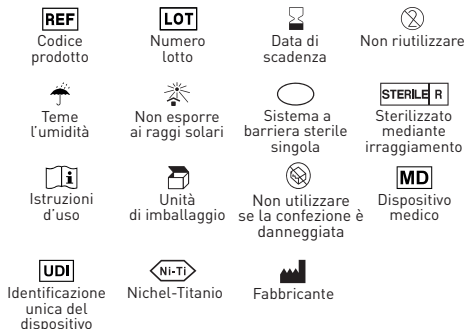 REF
Codice
prodotto
LOT
Numero
lotto
Data di
scadenza
Non riutilizzare
2
Teme
l'umidità
Non esporre
ai raggi solari
Sistema a
barriera sterile
singola
STERILE R
Sterilizzato
mediante
irraggiamento
i
Istruzioni
d'uso
Unità
di imballaggio
Non utilizzare
se la confezione è
danneggiata
MD
Dispositivo
medico
UDI
Identificazione
unica del
dispositivo
Ni-Ti
Nichel-Titanio
Fabbricante